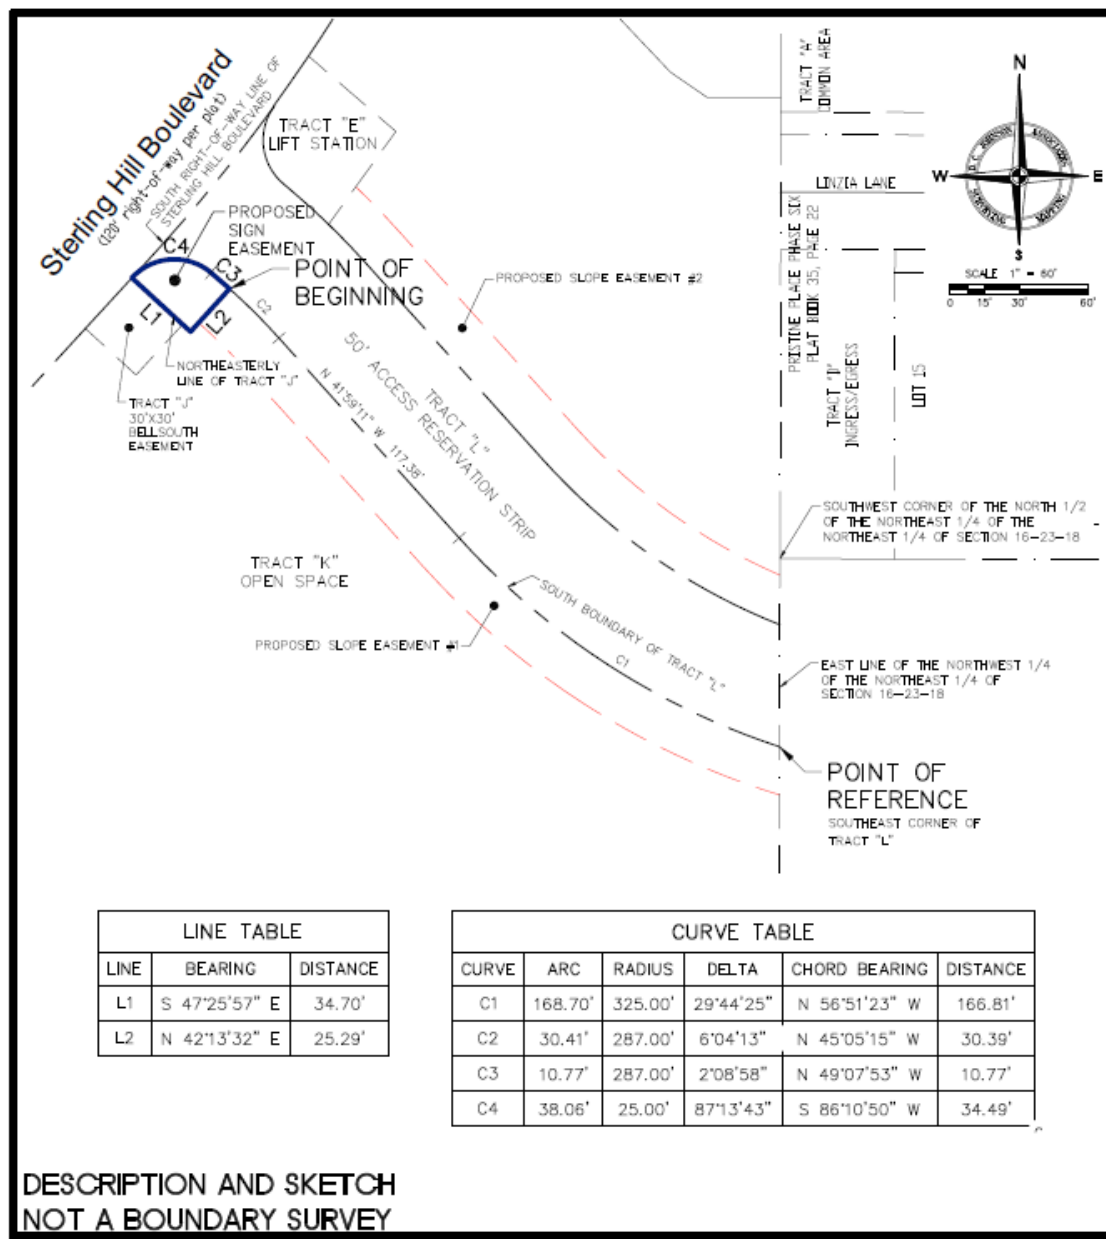 Sterling Hill Boulevard
(120' right-of-way per plat)
SOUTH RIGHT-OF-WAY LINE OF
STERLING HILL BOULEVARD
TRACT "E"
LIFT STATION
TRACT "A"
COMMON AREA
N
W
E
S
D.C. JOHNSON
ASSOCIATES
SCALE 1" = 60'
0 15' 30' 60'
LINZIA LANE
PRISTINE PLACE PHASE SIX
PLAT BOOK 35, PAGE 22
TRACT "D"
INGRESS/EGRESS
LOT 15
PROPOSED
SIGN
EASEMENT
C4
C3
POINT OF
BEGINNING
L1
L2
C2
PROPOSED SLOPE EASEMENT #2
NORTHEASTERLY
LINE OF TRACT "J"
TRACT "J"
30'X30'
BELLSOUTH
EASEMENT
N 41°59'11" W 117.38'
TRACT "L"
50' ACCESS RESERVATION STRIP
SOUTHWEST CORNER OF THE NORTH 1/2
OF THE NORTHEAST 1/4 OF THE
NORTHEAST 1/4 OF SECTION 16-23-18
TRACT "K"
OPEN SPACE
SOUTH BOUNDARY OF TRACT "L"
C1
PROPOSED SLOPE EASEMENT #1
EAST LINE OF THE NORTHWEST 1/4
OF THE NORTHEAST 1/4 OF
SECTION 16-23-18
POINT OF
REFERENCE
SOUTHEAST CORNER OF
TRACT "L"
LINE TABLE
LINE BEARING DISTANCE
L1 S 47°25'57" E 34.70'
L2 N 42°13'32" E 25.29'
CURVE TABLE
CURVE ARC RADIUS DELTA CHORD BEARING DISTANCE
C1 168.70' 325.00' 29°44'25" N 56°51'23" W 166.81'
C2 30.41' 287.00' 6°04'13" N 45°05'15" W 30.39'
C3 10.77' 287.00' 2°08'58" N 49°07'53" W 10.77'
C4 38.06' 25.00' 87°13'43" S 86°10'50" W 34.49'
DESCRIPTION AND SKETCH
NOT A BOUNDARY SURVEY